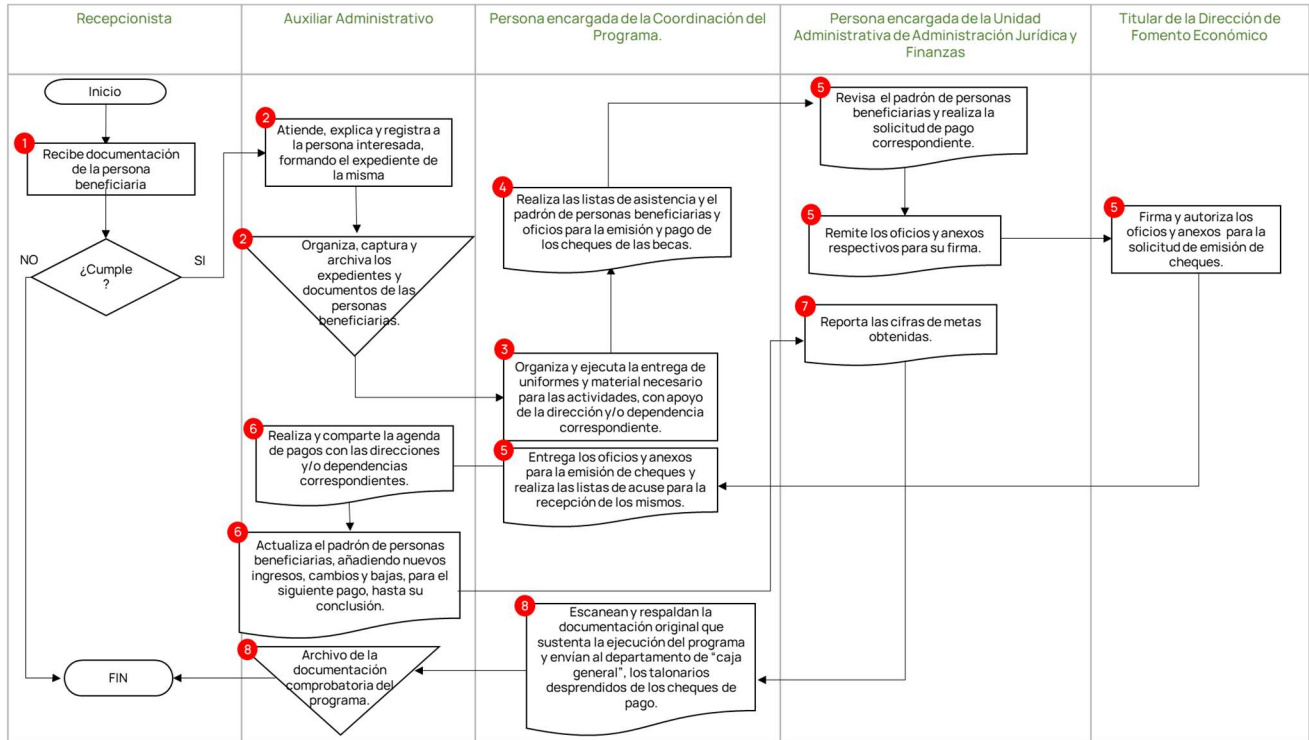 Recepcionista
Auxiliar Administrativo
Persona encargada de la Coordinación del
Programa.
Persona encargada de la Unidad
Administrativa de Administración Jurídica y
Finanzas
Titular de la Dirección de
Fomento Económico
Inicio
1
Recibe documentación
de la persona
beneficiaria
¿Cumple
?
NO
SI
2
Atiende, explica y registra a
la persona interesada,
formando el expediente de
la misma
2
Organiza, captura y
archiva los
expedientes y
documentos de las
personas
beneficiarias.
3
Organiza y ejecuta la entrega de
uniformes y material necesario
para las actividades, con apoyo
de la dirección y/o dependencia
correspondiente.
4
Realiza las listas de asistencia y el
padrón de personas beneficiarias y
oficios para la emisión y pago
de los cheques de las becas.
5
Revisa el padrón de personas
beneficiarias y realiza la
solicitud de pago
correspondiente.
5
Remite los oficios y anexos
respectivos para su firma.
5
Firma y autoriza los
oficios y anexos para la
solicitud de emisión de
cheques.
5
Entrega los oficios y anexos
para la emisión de cheques y
realiza las listas de acuse para la
recepción de los mismos.
6
Realiza y comparte la agenda
de pagos con las direcciones
y/o dependencias
correspondientes.
6
Actualiza el padrón de personas
beneficiarias, añadiendo nuevos
ingresos, cambios y bajas, para el
siguiente pago, hasta su
conclusión.
7
Reporta las cifras de metas
obtenidas.
8
Escanean y respaldan la
documentación original que
sustenta la ejecución del programa
y envían al departamento de “caja
general”, los talonarios
desprendidos de los cheques de
pago.
8
Archivo de la
documentación
comprobatoria del
programa.
FIN